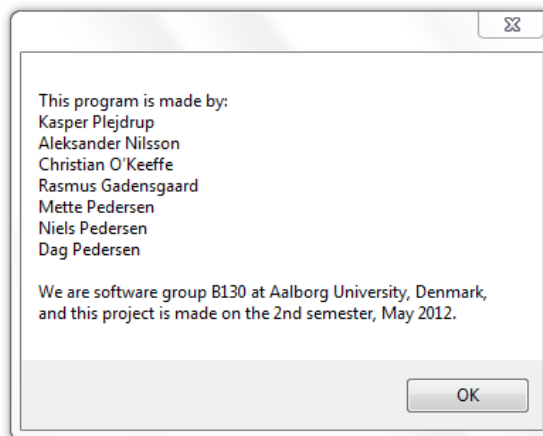 This program is made by:
Kasper Plejdrup
Aleksander Nilsson
Christian O'Keeffe
Rasmus Gadensgaard
Mette Pedersen
Niels Pedersen
Dag Pedersen
We are software group B130 at Aalborg University, Denmark,
and this project is made on the 2nd semester, May 2012.
OK